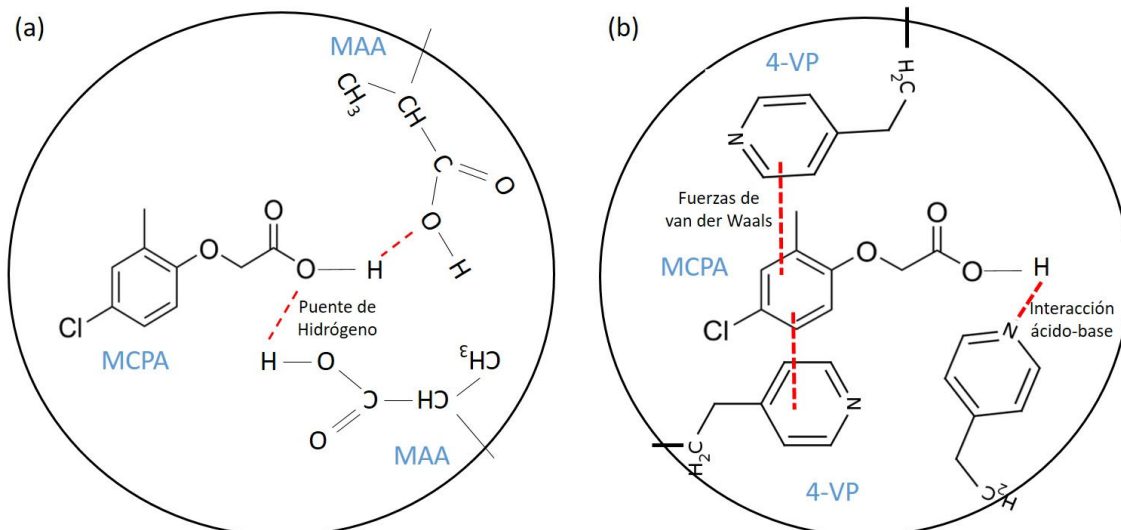 (a)
MAA
CH3
CH
C
O
O
H
O
O
O
H
Cl
MCPA
Puente de
Hidrógeno
H
O
C
O
CH
CH3
MAA
(b)
4-VP
H2C
N
Fuerzas de
van der Waals
MCPA
O
O
O
H
Cl
Interacción
ácido-base
N
N
H2C
4-VP
H2C